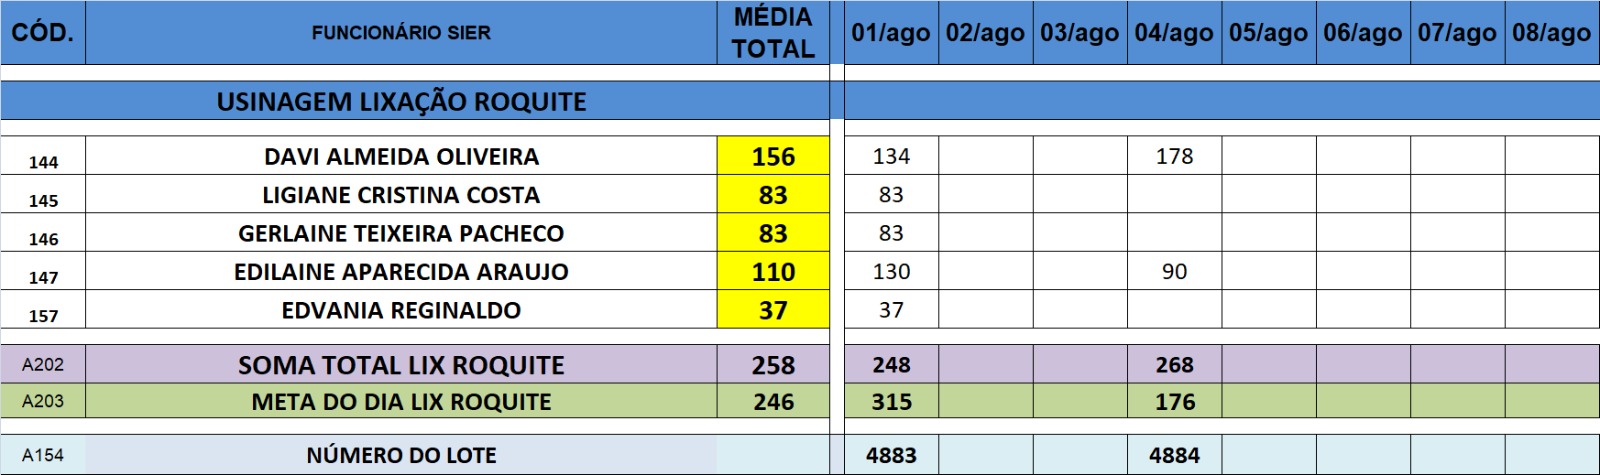 CÓD. FUNCIONÁRIO SIER MÉDIA TOTAL 01/ago 02/ago 03/ago 04/ago 05/ago 06/ago 07/ago 08/ago
USINAGEM LIXAÇÃO ROQUITE
144 DAVI ALMEIDA OLIVEIRA 156 134 178
145 LIGIANE CRISTINA COSTA 83 83
146 GERLAINE TEIXEIRA PACHECO 83 83
147 EDILAINE APARECIDA ARAUJO 110 130 90
157 EDVANIA REGINALDO 37 37
A202 SOMA TOTAL LIX ROQUITE 258 248 268
A203 META DO DIA LIX ROQUITE 246 315 176
A154 NÚMERO DO LOTE 4883 4884